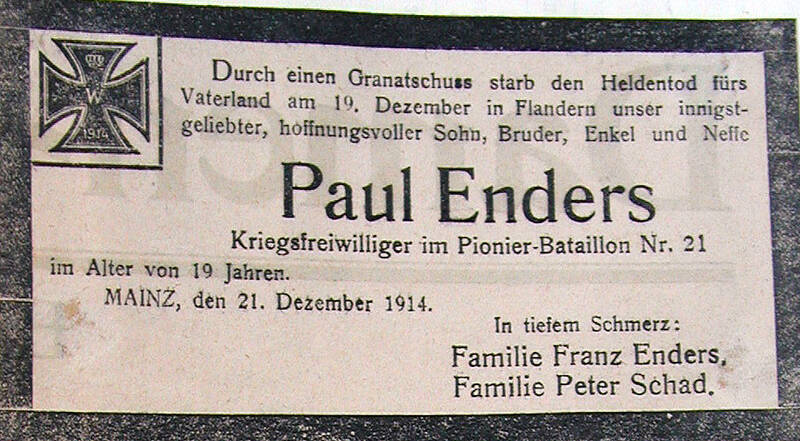 W
1914
Durch einen Granatschuss starb den Heldentod fürs
Vaterland am 19. Dezember in Flandern unser innigst-
geliebter, hoffnungsvoller Sohn, Bruder, Enkel und Neffe
Paul Enders
Kriegsfreiwilliger im Pionier-Bataillon Nr. 21
im Alter von 19 Jahren.
MAINZ, den 21. Dezember 1914.
In tiefem Schmerz:
Familie Franz Enders.
Familie Peter Schad.